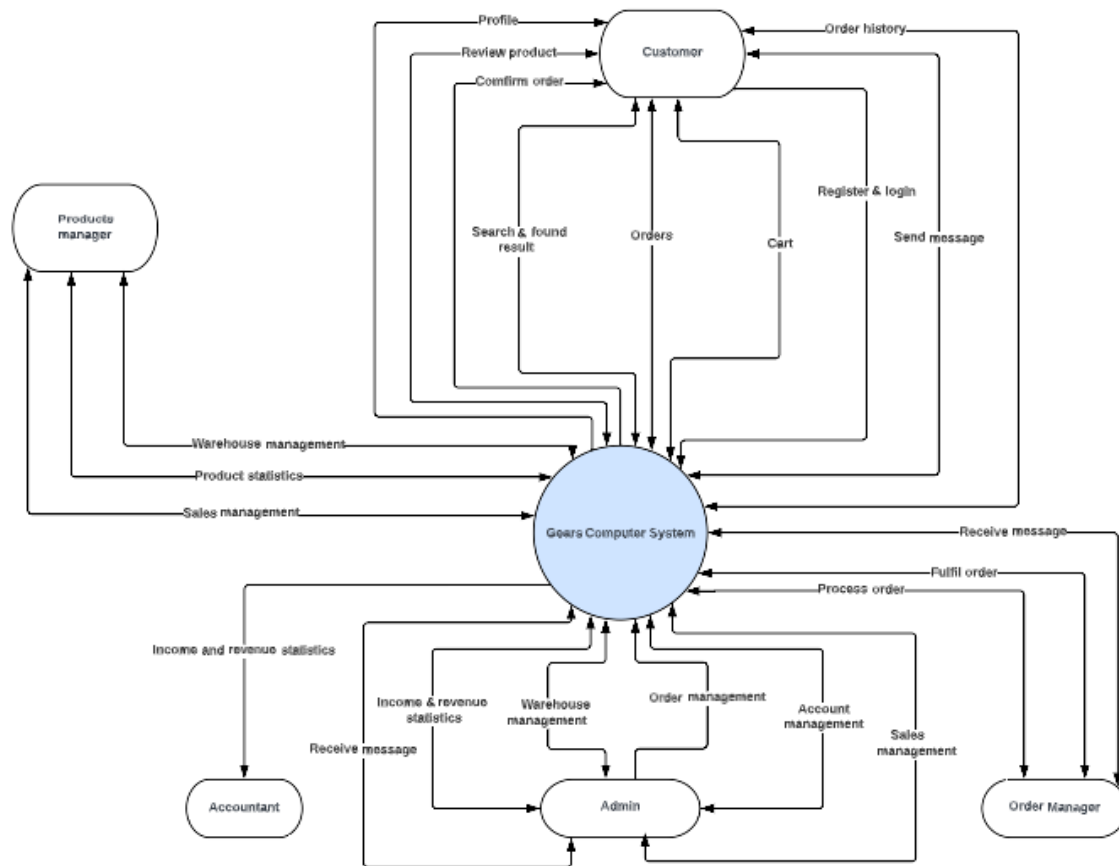 Profile
Order history
Review product
Customer
Comfirm order
Register & login
Products
manager
Search & found
result
Orders
Cart
Send message
Warehouse management
Product statistics
Sales management
Gears Computer System
Receive message
Fulfil order
Process order
Income and revenue statistics
Income & revenue
statistics
Warehouse
management
Order management
Account
management
Receive message
Sales
management
Accountant
Admin
Order Manager